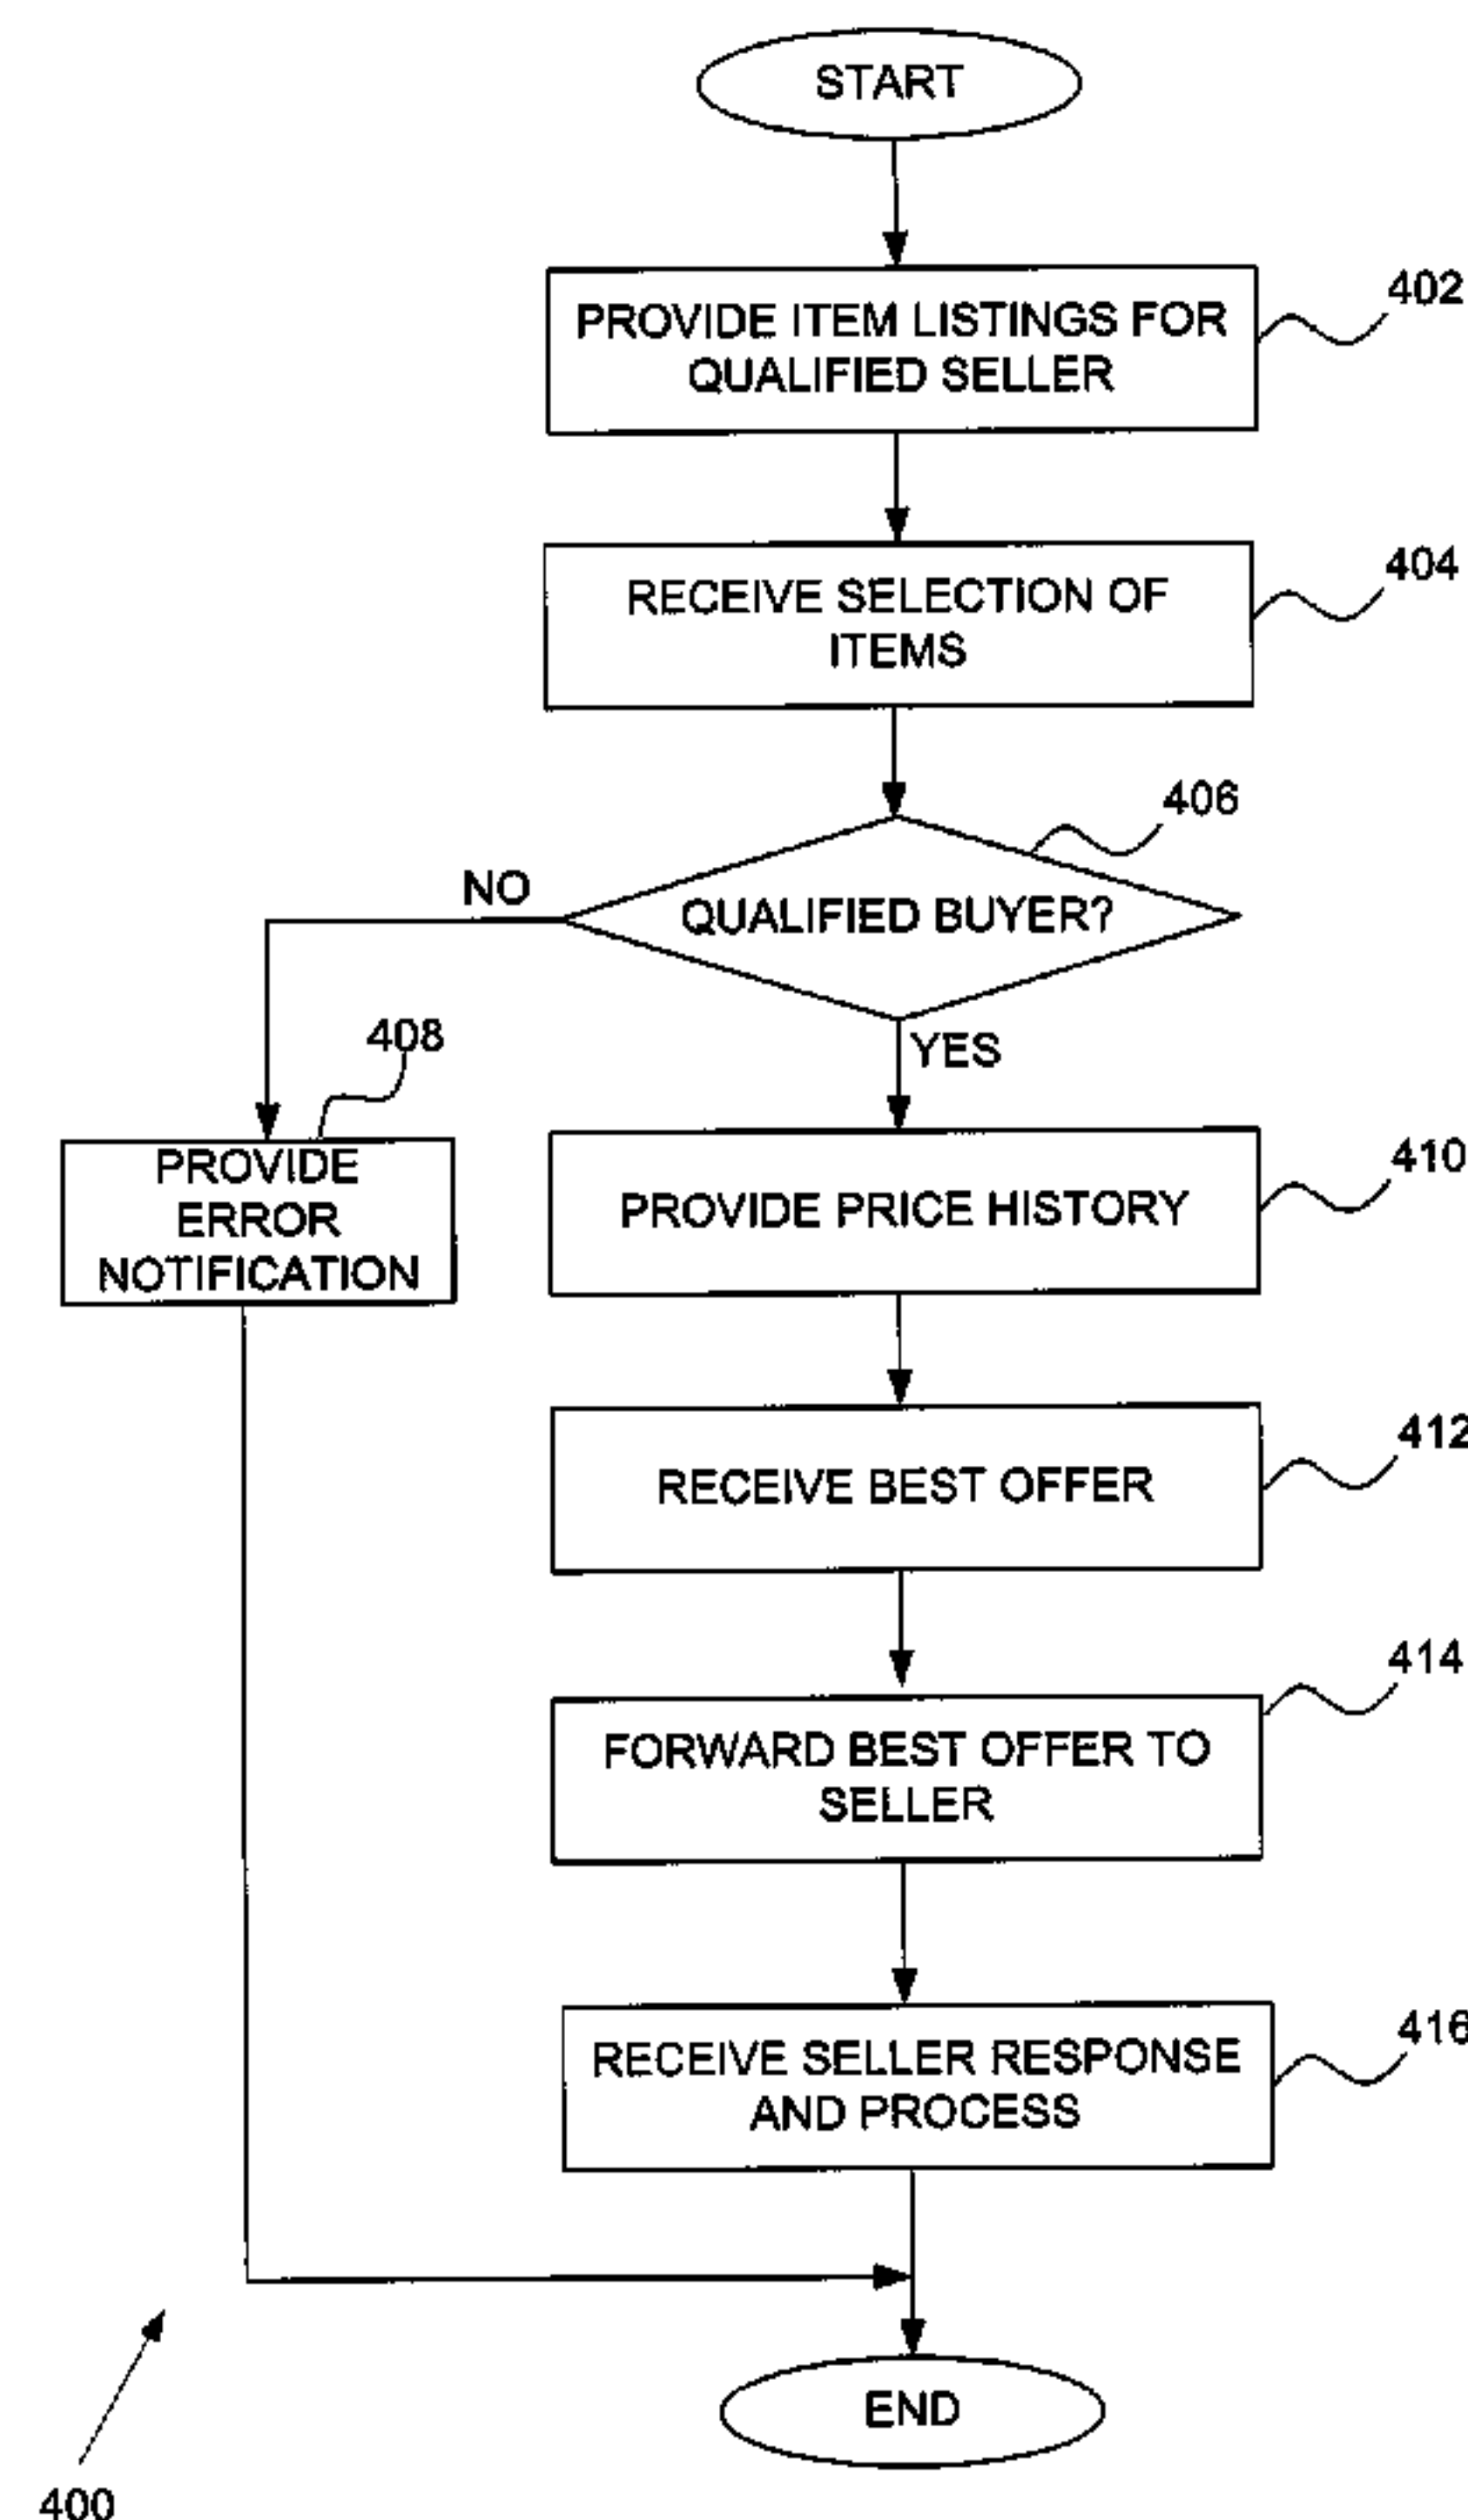 START
PROVIDE ITEM LISTINGS FOR
QUALIFIED SELLER
402
RECEIVE SELECTION OF
ITEMS
404
406
NO
QUALIFIED BUYER?
YES
408
PROVIDE
ERROR
NOTIFICATION
PROVIDE PRICE HISTORY
410
RECEIVE BEST OFFER
412
FORWARD BEST OFFER TO
SELLER
414
RECEIVE SELLER RESPONSE
AND PROCESS
416
END
400